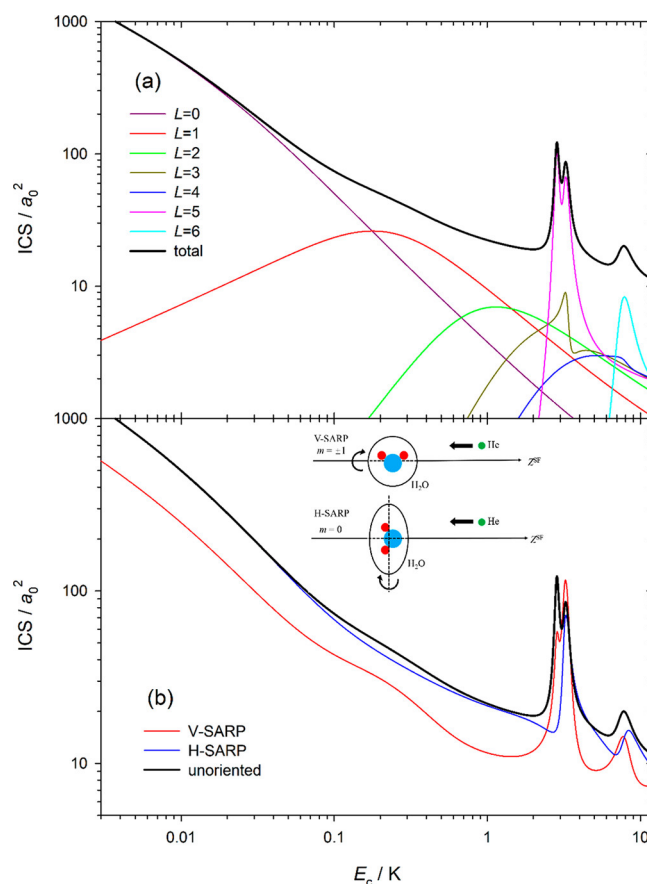 1000
(a)
L=0
L=1
L=2
L=3
L=4
L=5
L=6
total
100
10
ICS / a₀²
1000
V-SARP
m = ±1
H₂O
He
Z^SF
H-SARP
m = 0
H₂O
He
Z^SF
100
10
ICS / a₀²
(b)
V-SARP
H-SARP
unoriented
0.01 0.1 1 10
E_c / K